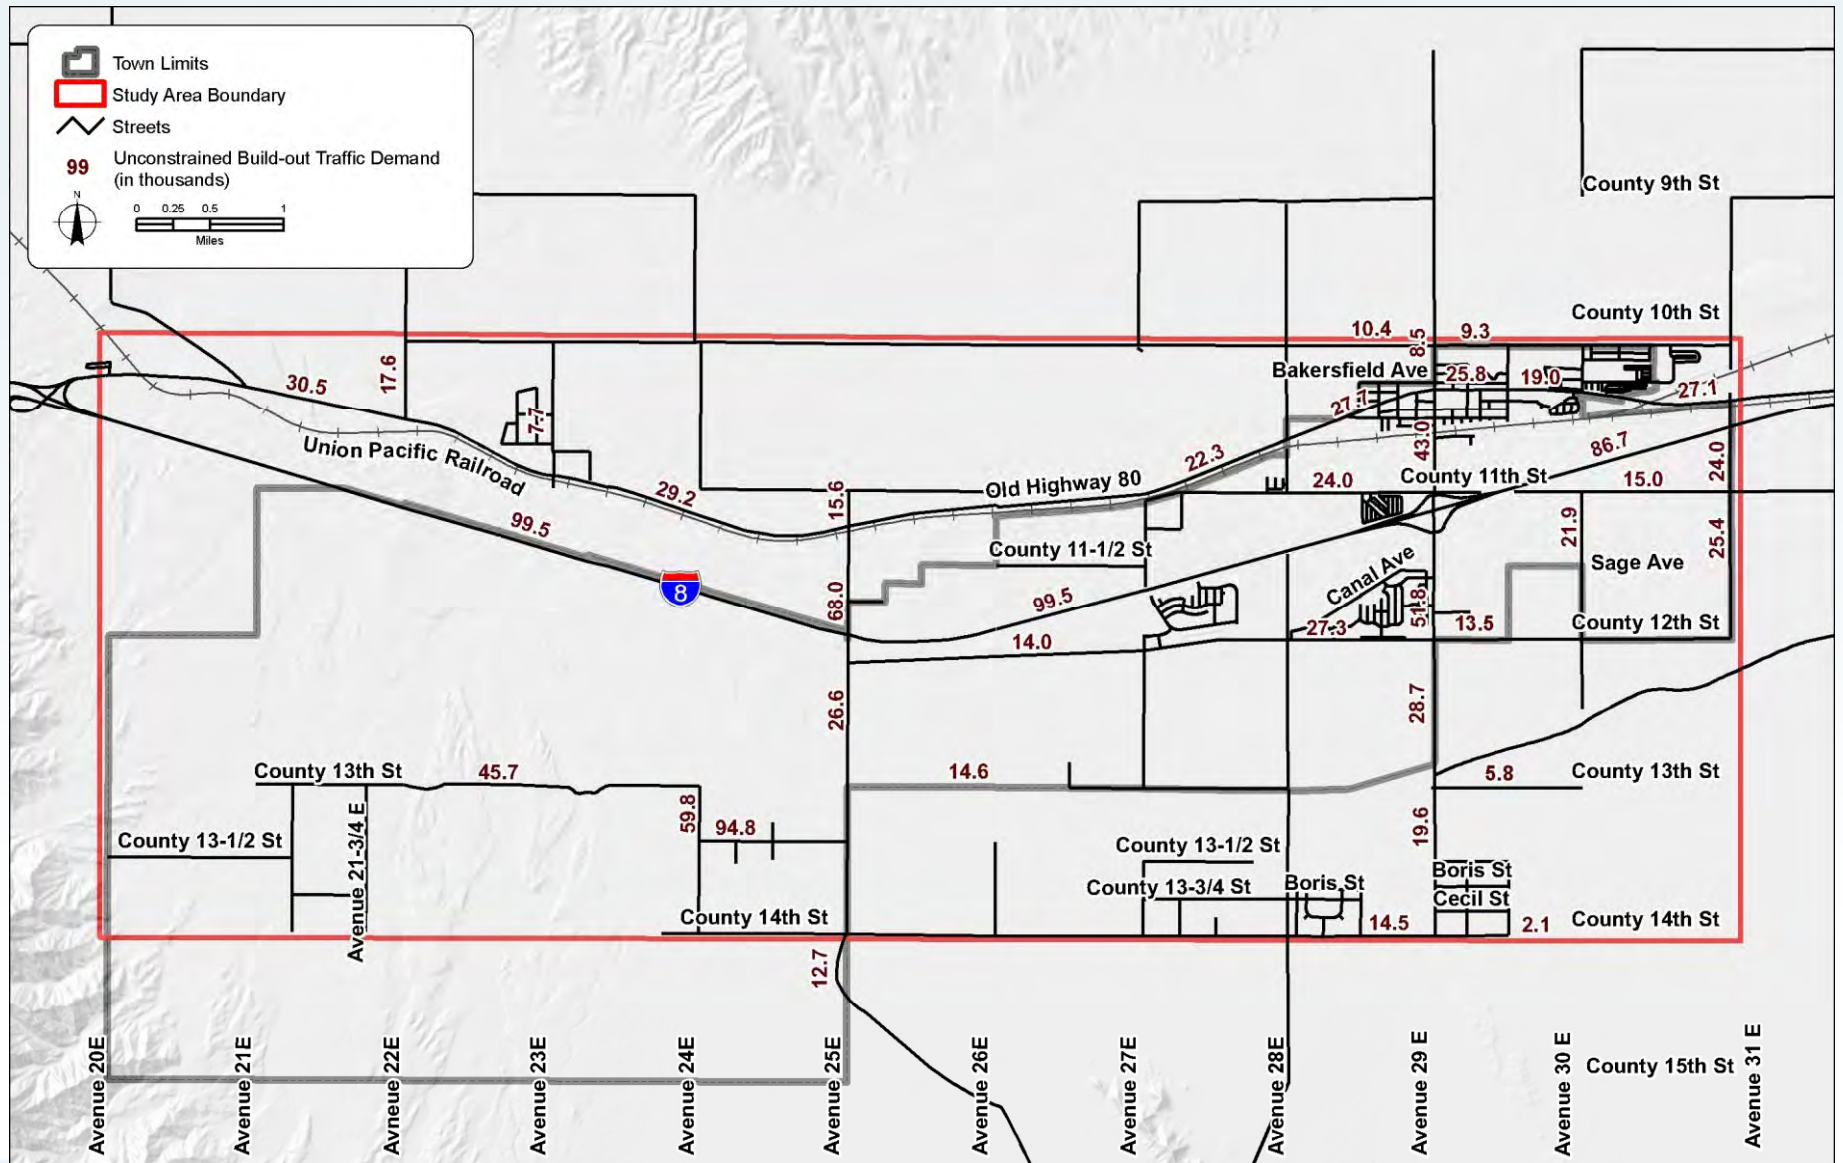 Town Limits
Study Area Boundary
Streets
99 Unconstrained Build-out Traffic Demand
(in thousands)
N
0 0.25 0.5 1
Miles
County 9th St
County 10th St
10.4
8.5
9.3
Bakersfield Ave
25.8
19.0
27.1
30.5
17.6
7.7
27.7
43.0
86.7
24.0
Union Pacific Railroad
29.2
15.6
Old Highway 80
22.3
24.0
County 11th St
15.0
99.5
8
County 11-1/2 St
21.9
25.4
Sage Ave
68.0
99.5
Canal Ave
51.8
14.0
27.3
13.5
County 12th St
26.6
28.7
County 13th St
45.7
14.6
5.8
County 13th St
59.8
94.8
19.6
County 13-1/2 St
Avenue 21-3/4 E
County 13-1/2 St
County 13-3/4 St
Boris St
Boris St
Cecil St
County 14th St
14.5
2.1
County 14th St
12.7
Avenue 20E
Avenue 21E
Avneue 22E
Avenue 23E
Avenue 24E
Avenue 25E
Avenue 26E
Avenue 27E
Avenue 28E
Avenue 29 E
Avenue 30 E
County 15th St
Avenue 31 E